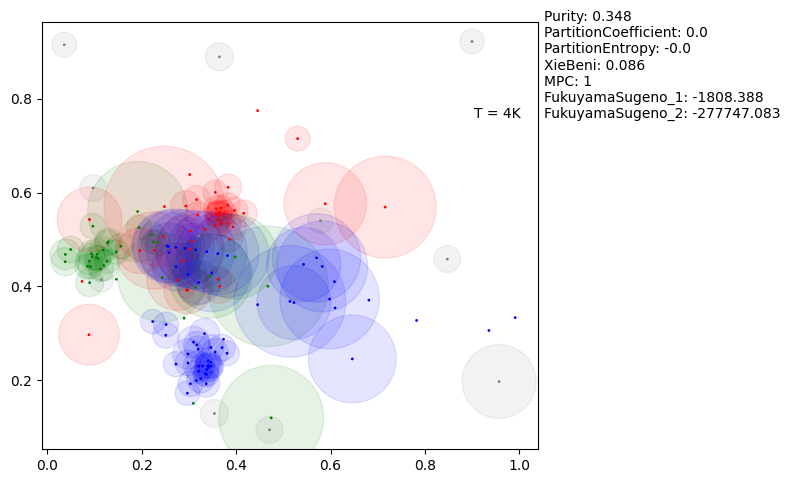 Purity: 0.348
PartitionCoefficient: 0.0
PartitionEntropy: -0.0
XieBeni: 0.086
MPC: 1
FukuyamaSugeno_1: -1808.388
FukuyamaSugeno_2: -277747.083
T = 4K
0.8
0.6
0.4
0.2
0.0 0.2 0.4 0.6 0.8 1.0